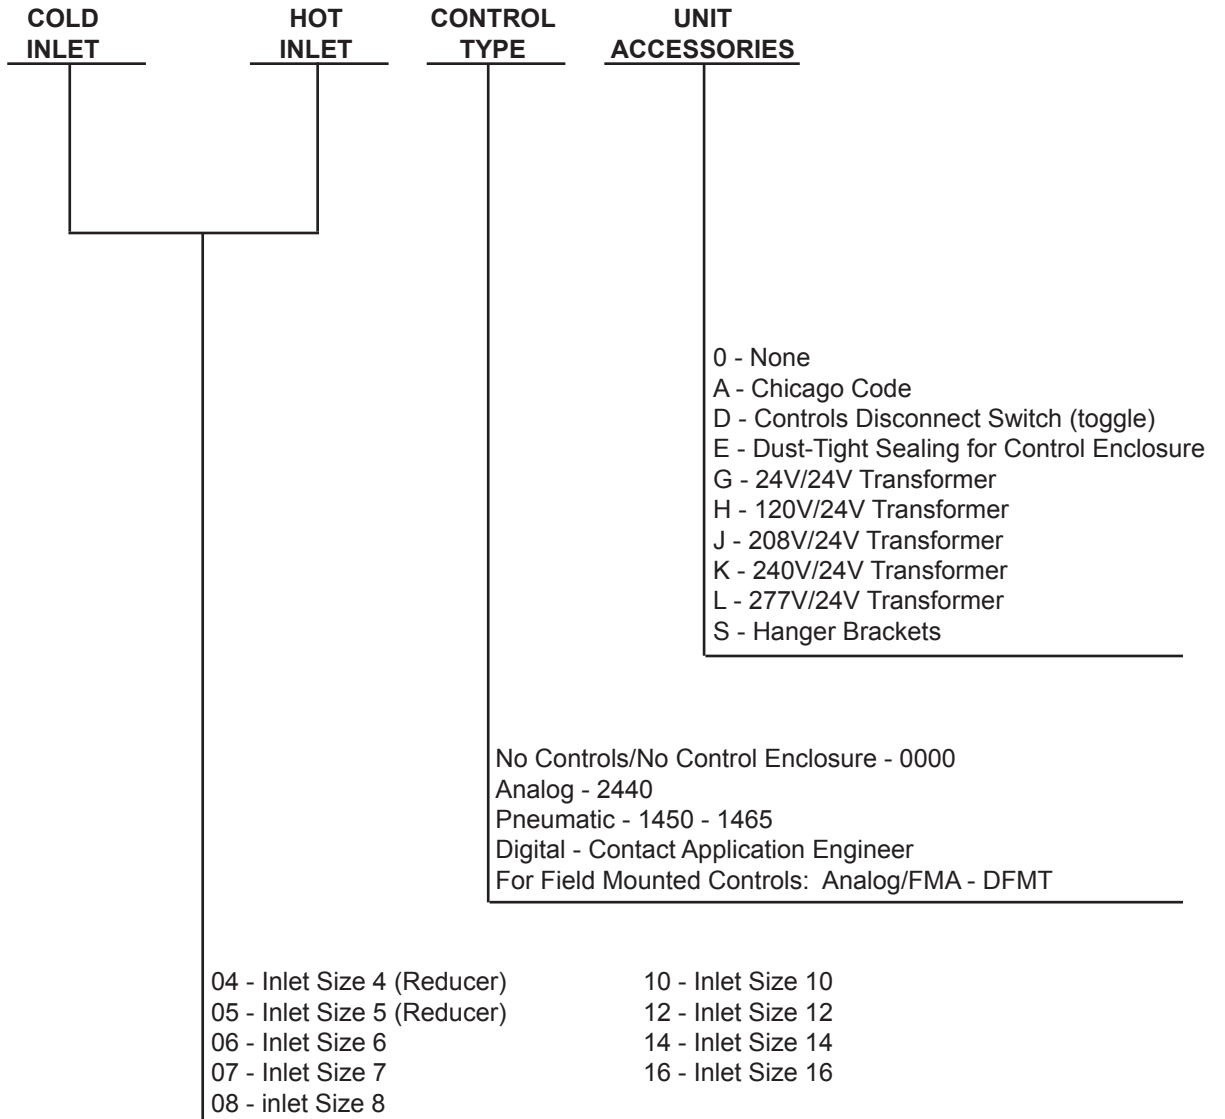 COLD INLET
HOT INLET
CONTROL TYPE
UNIT ACCESSORIES
0 - None
A - Chicago Code
D - Controls Disconnect Switch (toggle)
E - Dust-Tight Sealing for Control Enclosure
G - 24V/24V Transformer
H - 120V/24V Transformer
J - 208V/24V Transformer
K - 240V/24V Transformer
L - 277V/24V Transformer
S - Hanger Brackets
No Controls/No Control Enclosure - 0000
Analog - 2440
Pneumatic - 1450 - 1465
Digital - Contact Application Engineer
For Field Mounted Controls:  Analog/FMA - DFMT
04 - Inlet Size 4 (Reducer)
05 - Inlet Size 5 (Reducer)
06 - Inlet Size 6
07 - Inlet Size 7
08 - inlet Size 8
10 - Inlet Size 10
12 - Inlet Size 12
14 - Inlet Size 14
16 - Inlet Size 16